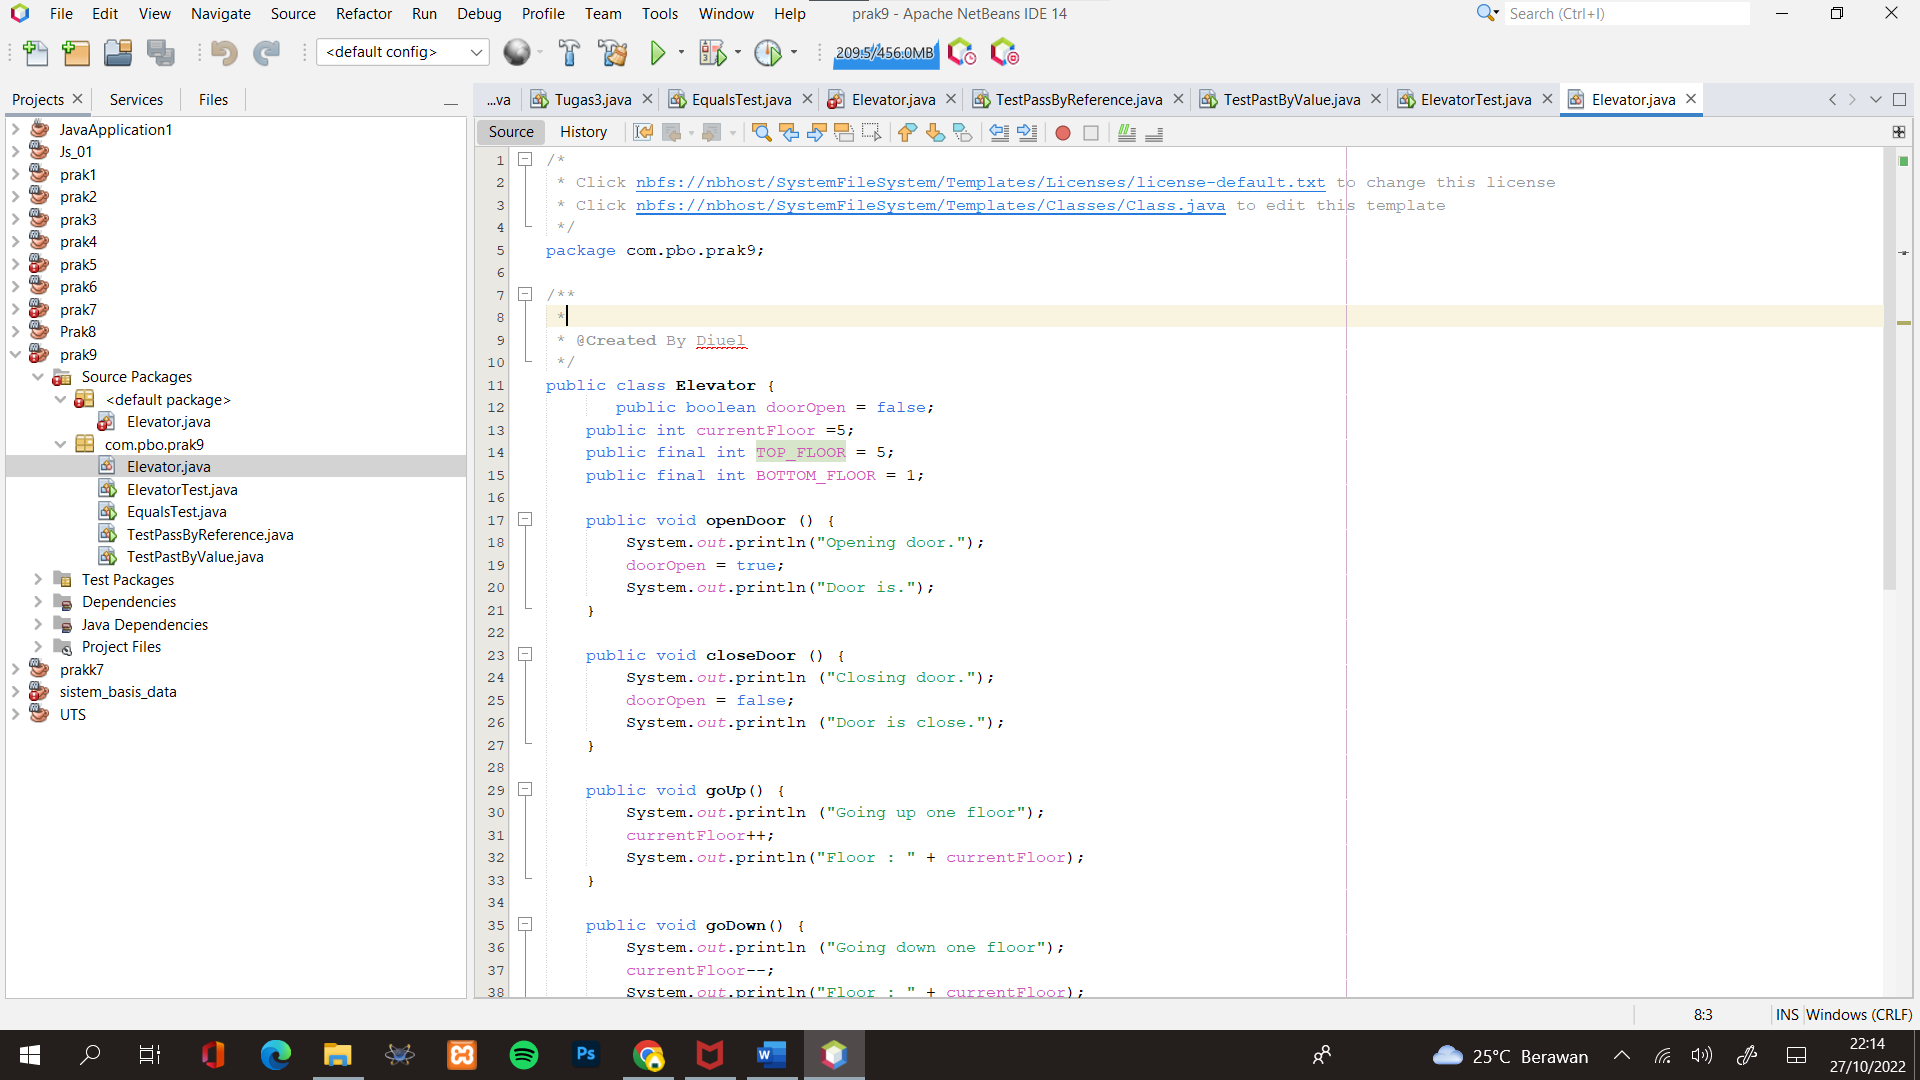 File Edit View Navigate Source Refactor Run Debug Profile Team Tools Window Help prak9 - Apache NetBeans IDE 14 Search (Ctrl+I)
<default config> 209.5/456.0MB
Projects Services Files
...va Tugas3.java EqualsTest.java Elevator.java TestPassByReference.java TestPastByValue.java ElevatorTest.java Elevator.java
Source History
JavaApplication1
Js_01
prak1
prak2
prak3
prak4
prak5
prak6
prak7
Prak8
prak9
Source Packages
<default package>
Elevator.java
com.pbo.prak9
Elevator.java
ElevatorTest.java
EqualsTest.java
TestPassByReference.java
TestPastByValue.java
Test Packages
Dependencies
Java Dependencies
Project Files
prakk7
sistem_basis_data
UTS
1 /*
2 * Click nbfs://nbhost/SystemFileSystem/Templates/Licenses/license-default.txt to change this license
3 * Click nbfs://nbhost/SystemFileSystem/Templates/Classes/Class.java to edit this template
4 */
5 package com.pbo.prak9;
6
7 /**
8 *
9 * @Created By Diuel
10 */
11 public class Elevator {
12 public boolean doorOpen = false;
13 public int currentFloor =5;
14 public final int TOP_FLOOR = 5;
15 public final int BOTTOM_FLOOR = 1;
16
17 public void openDoor () {
18 System.out.println("Opening door.");
19 doorOpen = true;
20 System.out.println("Door is.");
21 }
22
23 public void closeDoor () {
24 System.out.println ("Closing door.");
25 doorOpen = false;
26 System.out.println ("Door is close.");
27 }
28
29 public void goUp() {
30 System.out.println ("Going up one floor");
31 currentFloor++;
32 System.out.println("Floor : " + currentFloor);
33 }
34
35 public void goDown() {
36 System.out.println ("Going down one floor");
37 currentFloor--;
38 System.out.println("Floor : " + currentFloor);
8:3 INS Windows (CRLF)
Ps
25°C Berawan
22:14
27/10/2022